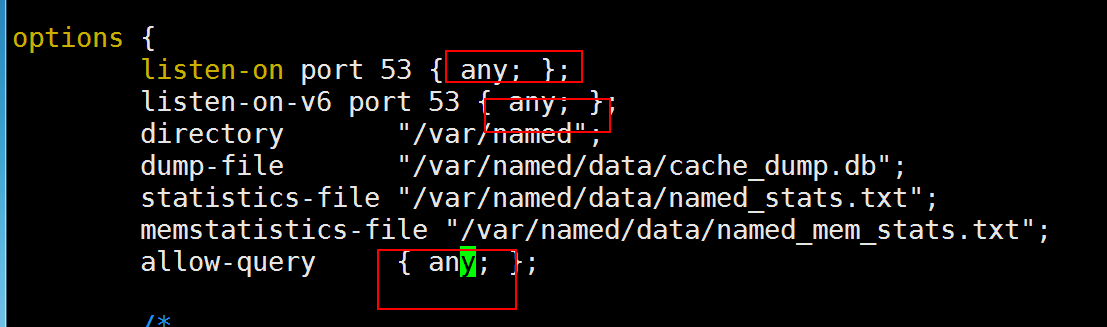 options {
listen-on port 53 { any; };
listen-on-v6 port 53 { any; };
directory "/var/named";
dump-file "/var/named/data/cache_dump.db";
statistics-file "/var/named/data/named_stats.txt";
memstatistics-file "/var/named/data/named_mem_stats.txt";
allow-query { any; };
/*